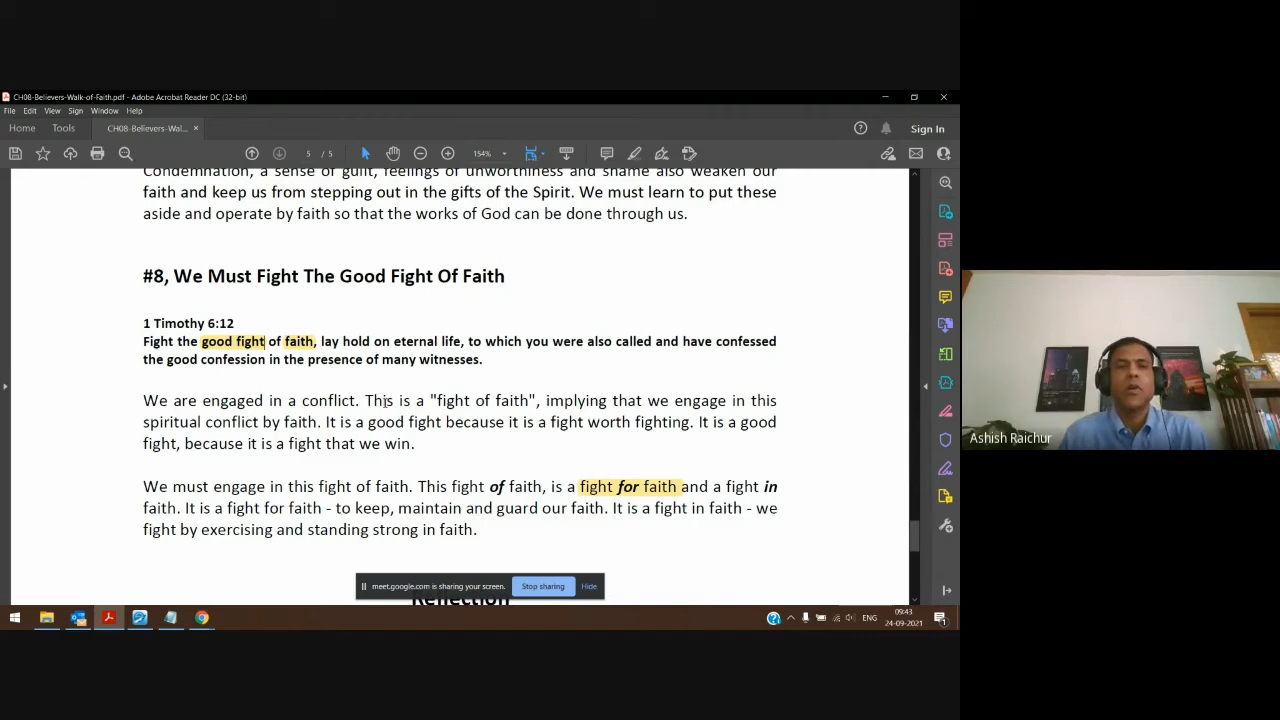 CH08-Believers-Walk-of-Faith.pdf - Adobe Acrobat Reader DC (32-bit)
File Edit View Sign Window Help
Home Tools CH08-Believers-Wal... × Sign In
5 / 5 154%
Condemnation, a sense of guilt, feelings of unworthiness and shame also weaken our
faith and keep us from stepping out in the gifts of the Spirit. We must learn to put these
aside and operate by faith so that the works of God can be done through us.
#8, We Must Fight The Good Fight Of Faith
1 Timothy 6:12
Fight the good fight of faith, lay hold on eternal life, to which you were also called and have confessed
the good confession in the presence of many witnesses.
We are engaged in a conflict. This is a "fight of faith", implying that we engage in this
spiritual conflict by faith. It is a good fight because it is a fight worth fighting. It is a good
fight, because it is a fight that we win.
We must engage in this fight of faith. This fight of faith, is a fight for faith and a fight in
faith. It is a fight for faith - to keep, maintain and guard our faith. It is a fight in faith - we
fight by exercising and standing strong in faith.
meet.google.com is sharing your screen. Stop sharing Hide
Reflection
ENG
09:43
24-09-2021
Ashish Raichur